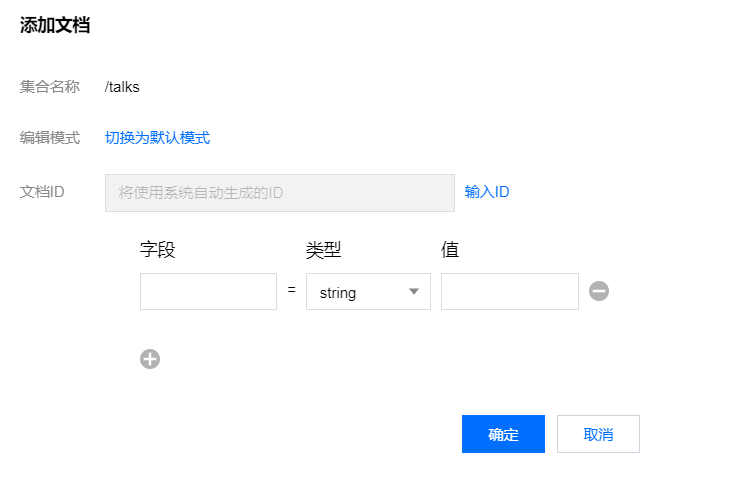 添加文档
集合名称 /talks
编辑模式 切换为默认模式
文档ID 将使用系统自动生成的ID 输入ID
字段 类型 值
= string
确定 取消